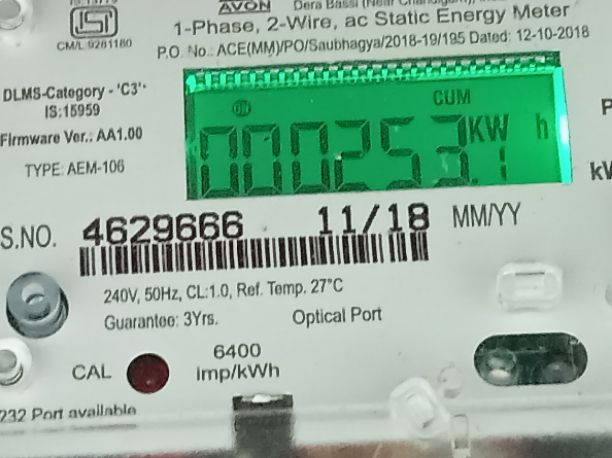 AVON
Dera Bassi (Near
1-Phase, 2-Wire, ac Static Energy Meter
CM/L 9261180
P.O. No.: ACE(MM)/PO/Saubhagya/2018-19/195 Dated: 12-10-2018
DLMS-Category - 'C3'
IS:15959
Firmware Ver.: AA1.00
TYPE: AEM-106
CUM
000253.1 KW h
S.NO. 4629666 11/18 MM/YY
240V, 50Hz, CL:1.0, Ref. Temp. 27°C
Guarantee: 3Yrs. Optical Port
CAL 6400
imp/kWh
232 Port available